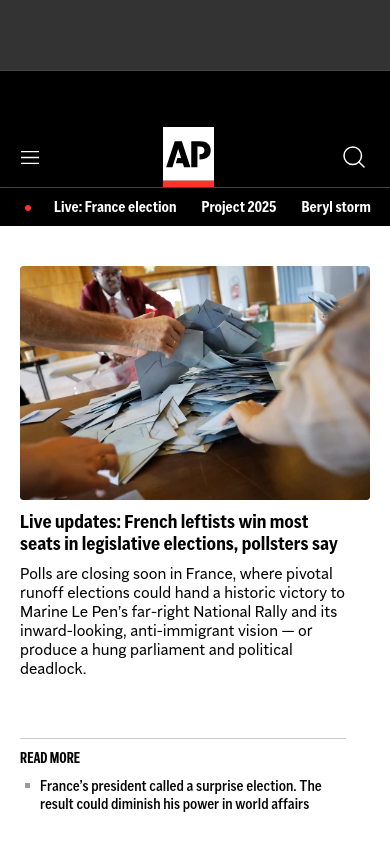 AP
Live: France election Project 2025 Beryl storm
Live updates: French leftists win most
seats in legislative elections, pollsters say
Polls are closing soon in France, where pivotal
runoff elections could hand a historic victory to
Marine Le Pen’s far-right National Rally and its
inward-looking, anti-immigrant vision — or
produce a hung parliament and political
deadlock.
READ MORE
France’s president called a surprise election. The
result could diminish his power in world affairs